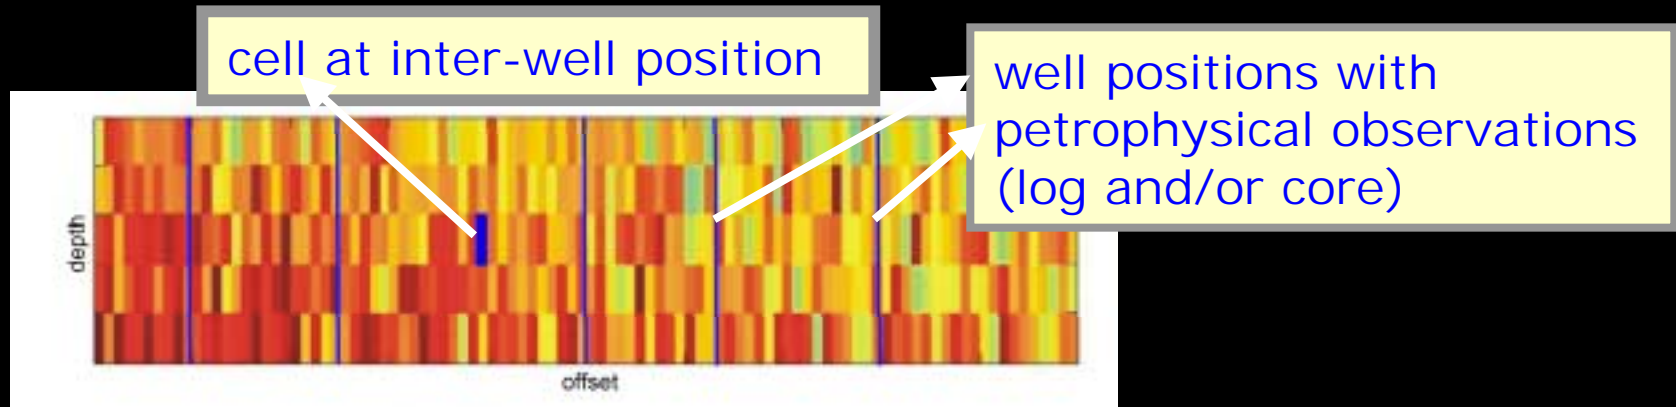 cell at inter-well position
well positions with
petrophysical observations
(log and/or core)
depth
offset